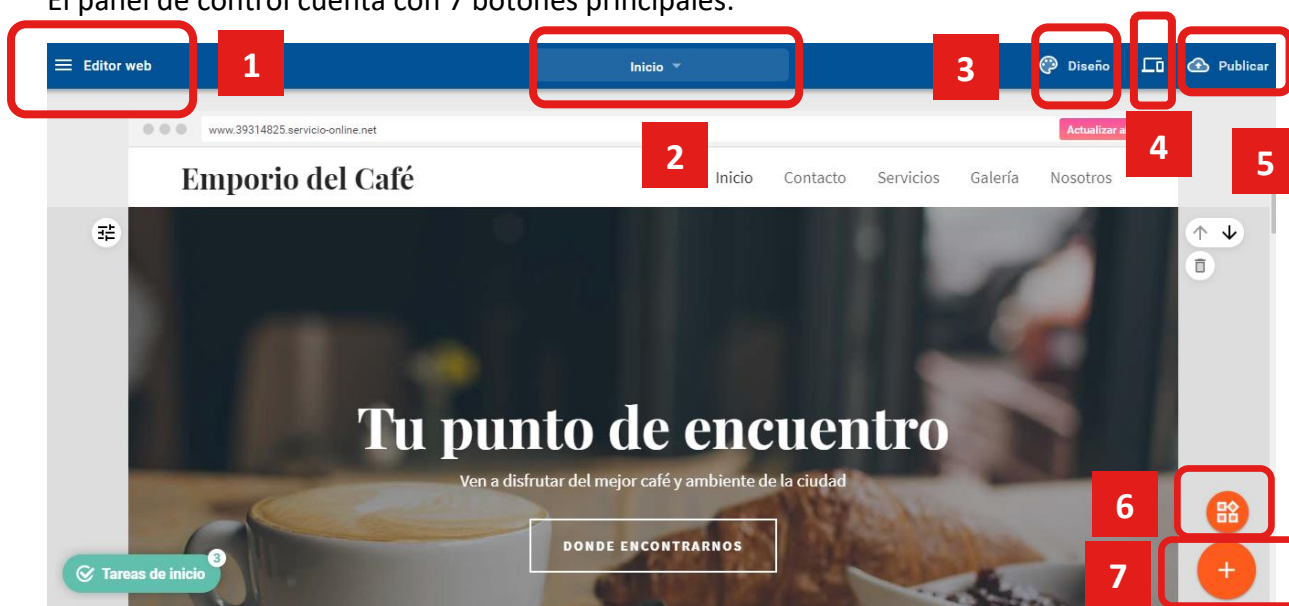 El panel de control cuenta con 7 botones principales:
Editor web
1
Inicio
3
Diseño
Publicar
www.39314825.servicio-online.net
Actualizar
2
4
5
Emporio del Café
Inicio
Contacto
Servicios
Galería
Nosotros
Tu punto de encuentro
Ven a disfrutar del mejor café y ambiente de la ciudad
6
DONDE ENCONTRARNOS
3
Tareas de inicio
7